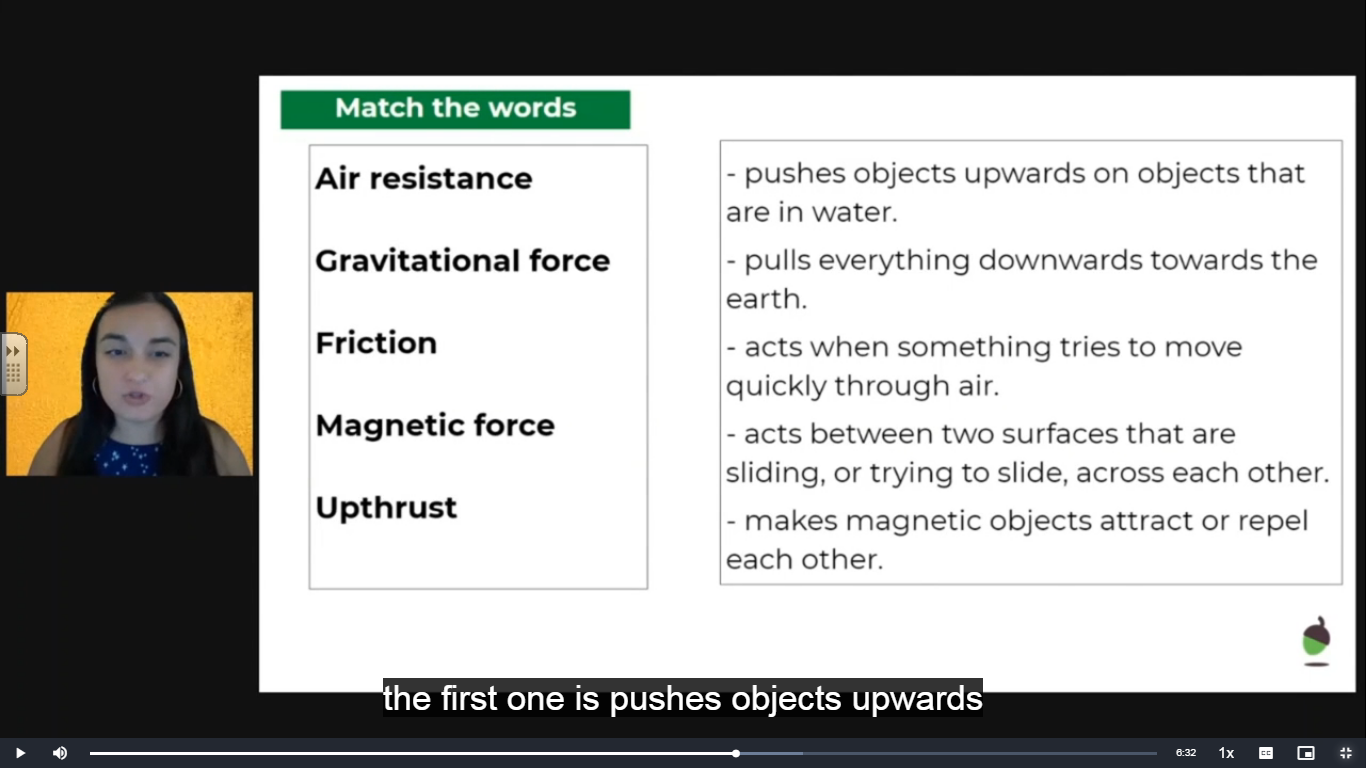 Match the words
Air resistance
Gravitational force
Friction
Magnetic force
Upthrust
- pushes objects upwards on objects that
are in water.
- pulls everything downwards towards the
earth.
- acts when something tries to move
quickly through air.
- acts between two surfaces that are
sliding, or trying to slide, across each other.
- makes magnetic objects attract or repel
each other.
the first one is pushes objects upwards
6:32 1x CC